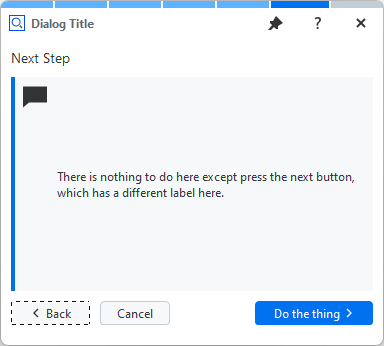 Dialog Title
?
Next Step
There is nothing to do here except press the next button,
which has a different label here.
Back
Cancel
Do the thing